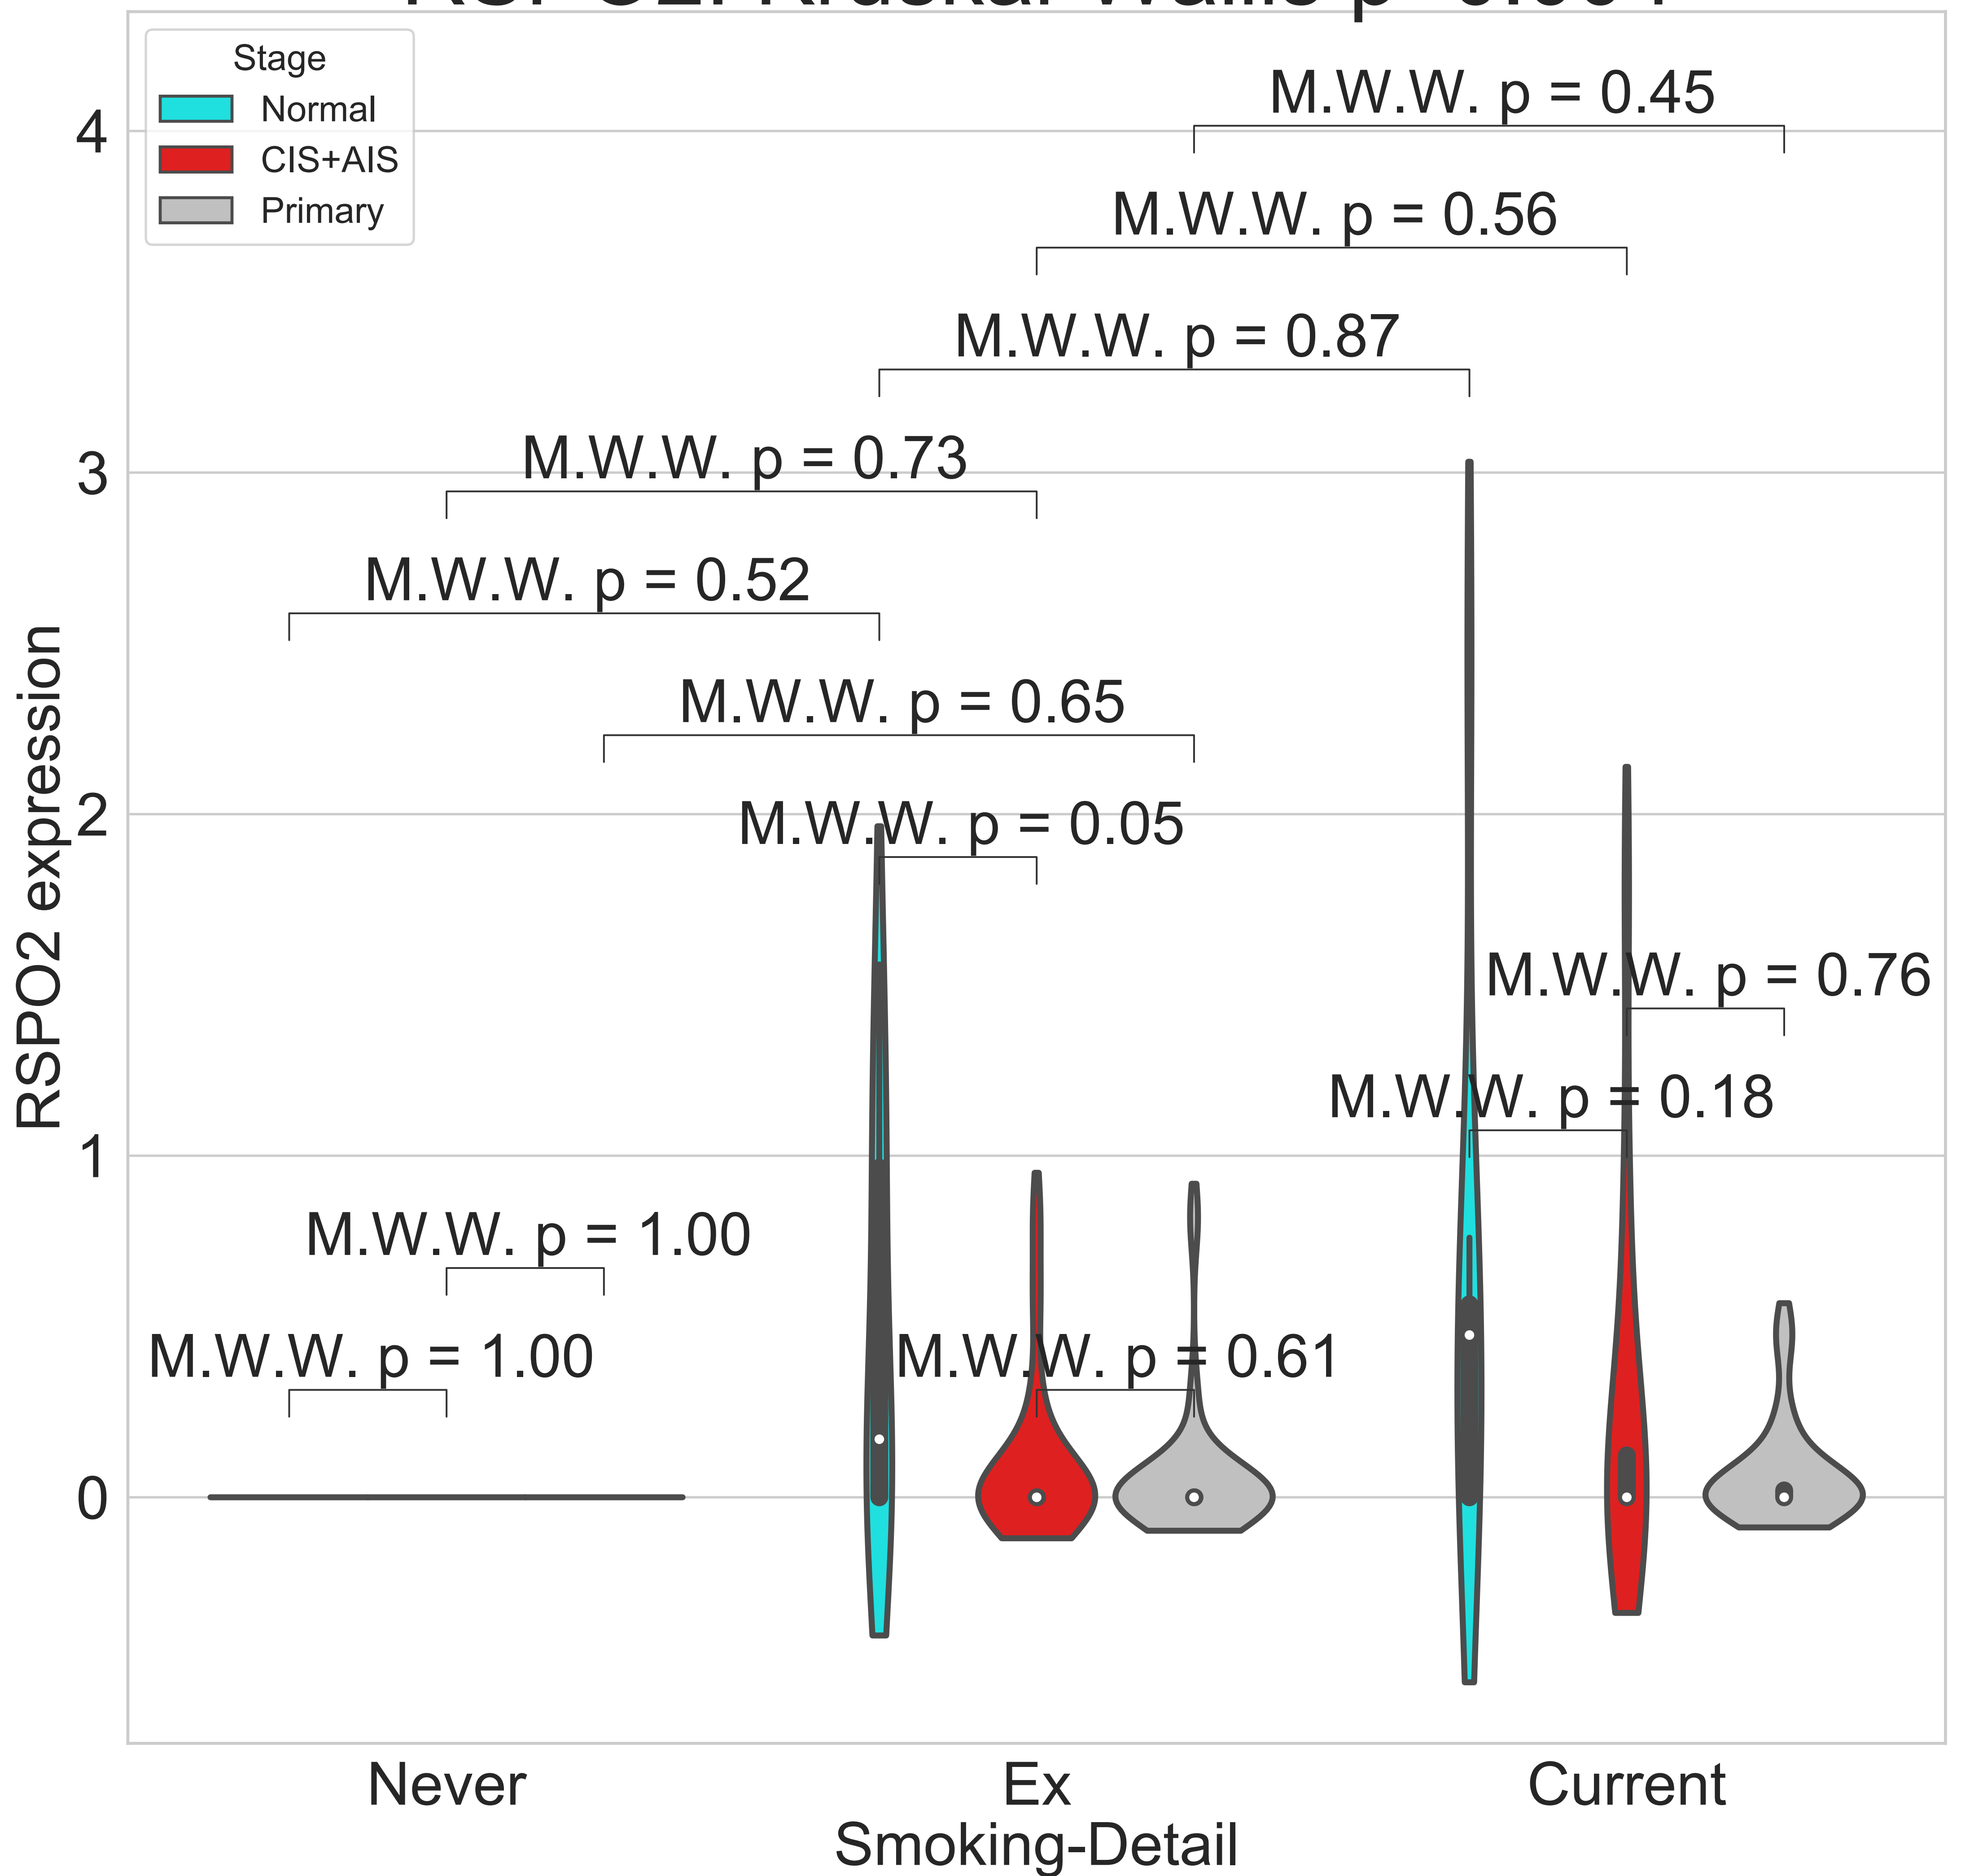 Stage
Normal
CIS+AIS
Primary
M.W.W. p = 0.45
M.W.W. p = 0.56
M.W.W. p = 0.87
M.W.W. p = 0.73
M.W.W. p = 0.52
M.W.W. p = 0.65
M.W.W. p = 0.05
M.W.W. p = 0.76
M.W.W. p = 0.18
M.W.W. p = 1.00
M.W.W. p = 1.00
M.W.W. p = 0.61
4
3
2
1
0
RSPO2 expression
Never
Ex
Current
Smoking-Detail